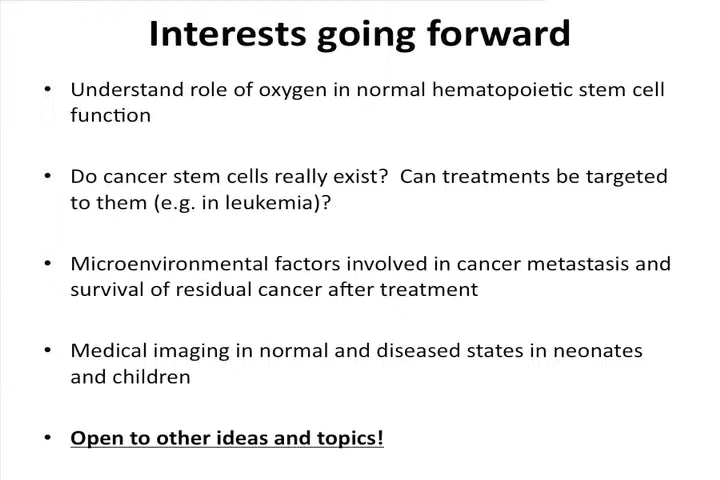 Interests going forward
• Understand role of oxygen in normal hematopoietic stem cell
function
• Do cancer stem cells really exist? Can treatments be targeted
to them (e.g. in leukemia)?
• Microenvironmental factors involved in cancer metastasis and
survival of residual cancer after treatment
• Medical imaging in normal and diseased states in neonates
and children
• Open to other ideas and topics!